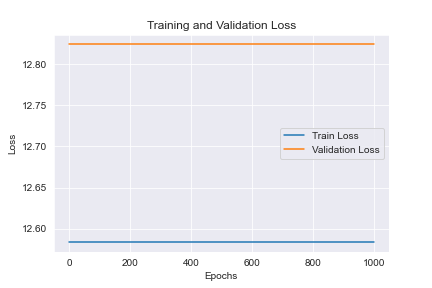 Training and Validation Loss
12.80
12.75
12.70
12.65
12.60
Loss
Train Loss
Validation Loss
0 200 400 600 800 1000
Epochs